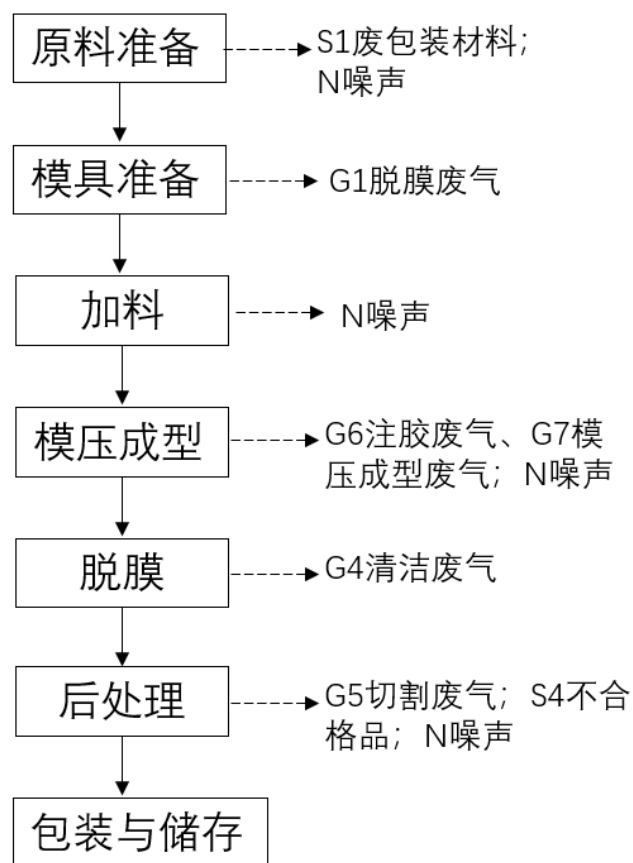 原料准备
S1废包装材料；
N噪声
模具准备
G1脱膜废气
加料
N噪声
模压成型
G6注胶废气、G7模
压成型废气；N噪声
脱膜
G4清洁废气
后处理
G5切割废气；S4不合
格品；N噪声
包装与储存